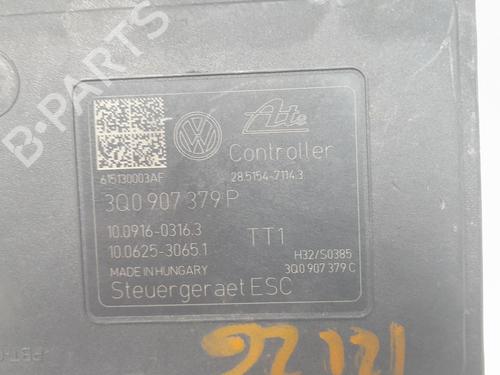 B-PARTS
Ate
Controller
615130003AF
28.5154-7114.3
3Q0 907 379 P
10.0916-0316.3
10.0625-3065.1
TT1
H32/S0385
MADE IN HUNGARY
3Q0 907 379 C
Steuergeraet ESC